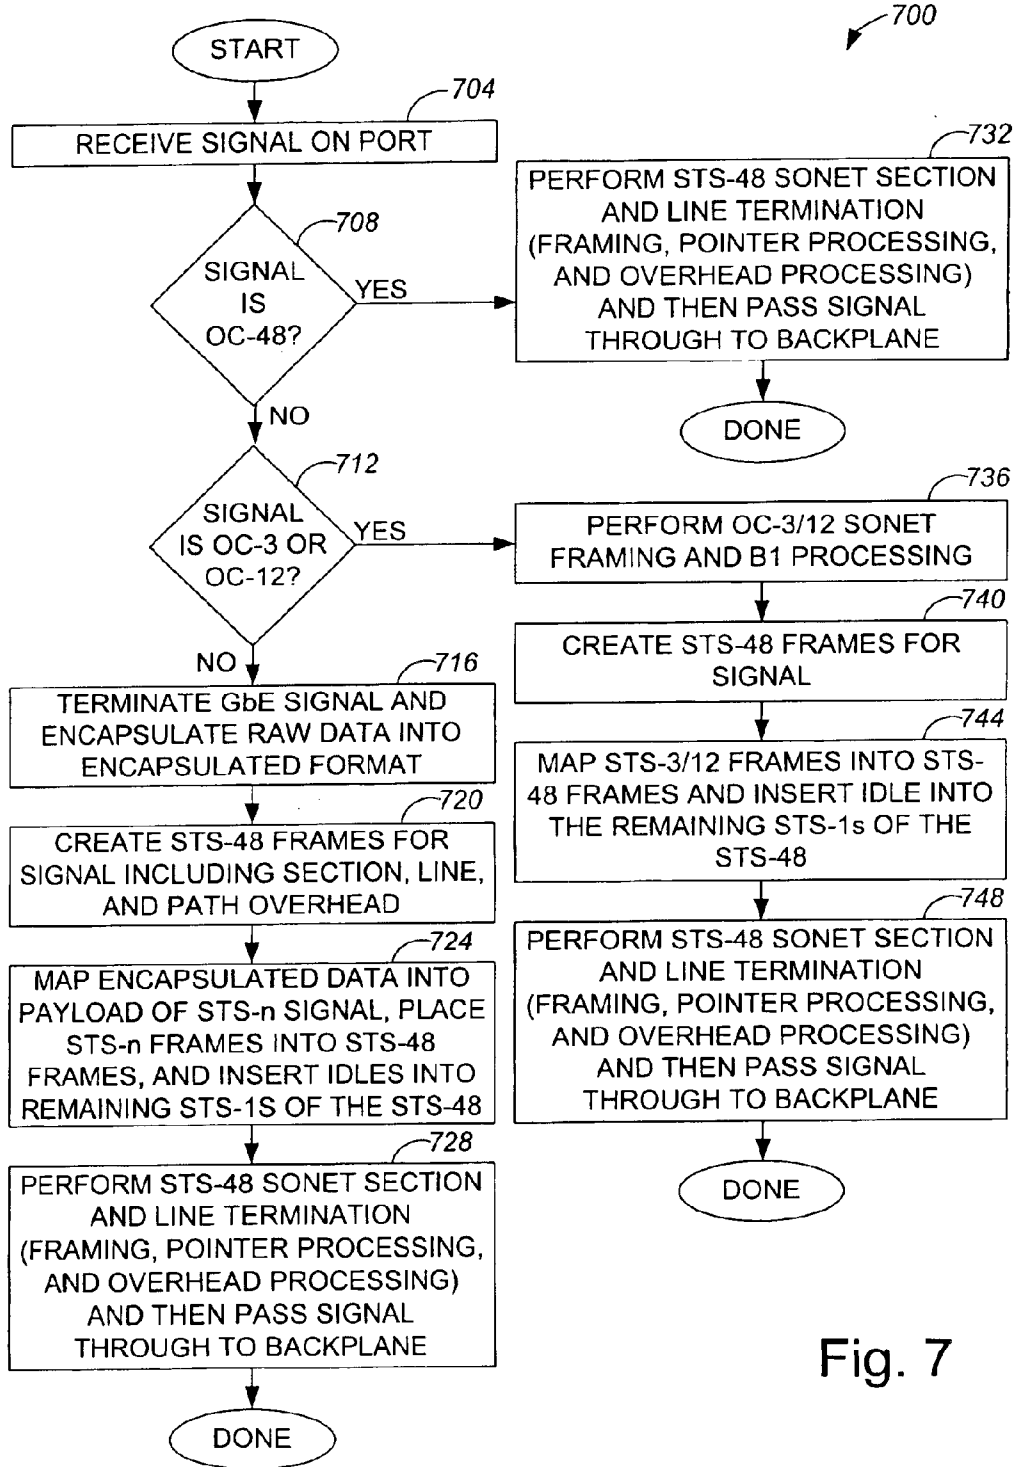 700
START
704
RECEIVE SIGNAL ON PORT
708
SIGNAL
IS
OC-48?
YES
732
PERFORM STS-48 SONET SECTION
AND LINE TERMINATION
(FRAMING, POINTER PROCESSING,
AND OVERHEAD PROCESSING)
AND THEN PASS SIGNAL
THROUGH TO BACKPLANE
DONE
NO
712
SIGNAL
IS OC-3 OR
OC-12?
YES
736
PERFORM OC-3/12 SONET
FRAMING AND B1 PROCESSING
740
CREATE STS-48 FRAMES FOR
SIGNAL
744
MAP STS-3/12 FRAMES INTO STS-
48 FRAMES AND INSERT IDLE INTO
THE REMAINING STS-1s OF THE
STS-48
748
PERFORM STS-48 SONET SECTION
AND LINE TERMINATION
(FRAMING, POINTER PROCESSING,
AND OVERHEAD PROCESSING)
AND THEN PASS SIGNAL
THROUGH TO BACKPLANE
DONE
NO
716
TERMINATE GbE SIGNAL AND
ENCAPSULATE RAW DATA INTO
ENCAPSULATED FORMAT
720
CREATE STS-48 FRAMES FOR
SIGNAL INCLUDING SECTION, LINE,
AND PATH OVERHEAD
724
MAP ENCAPSULATED DATA INTO
PAYLOAD OF STS-n SIGNAL, PLACE
STS-n FRAMES INTO STS-48
FRAMES, AND INSERT IDLES INTO
REMAINING STS-1S OF THE STS-48
728
PERFORM STS-48 SONET SECTION
AND LINE TERMINATION
(FRAMING, POINTER PROCESSING,
AND OVERHEAD PROCESSING)
AND THEN PASS SIGNAL
THROUGH TO BACKPLANE
DONE
Fig. 7